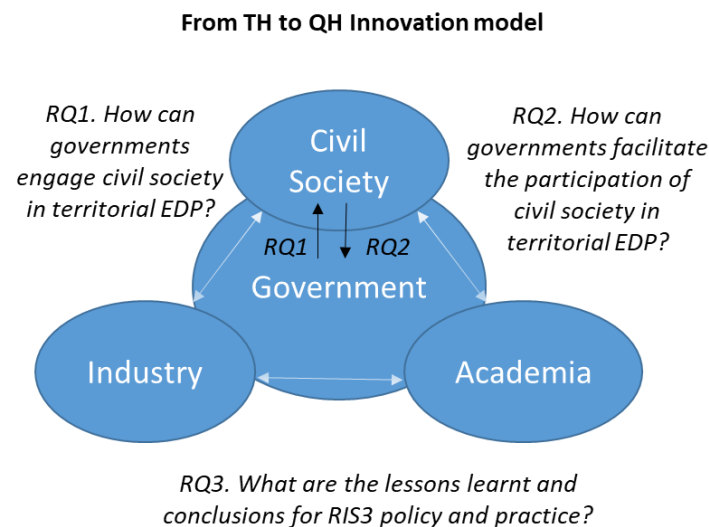 From TH to QH Innovation model
RQ1. How can
governments
engage civil society
in territorial EDP?
Civil
Society
RQ2. How can
governments facilitate
the participation of
civil society in
territorial EDP?
RQ1
RQ2
Government
Industry
Academia
RQ3. What are the lessons learnt and
conclusions for RIS3 policy and practice?